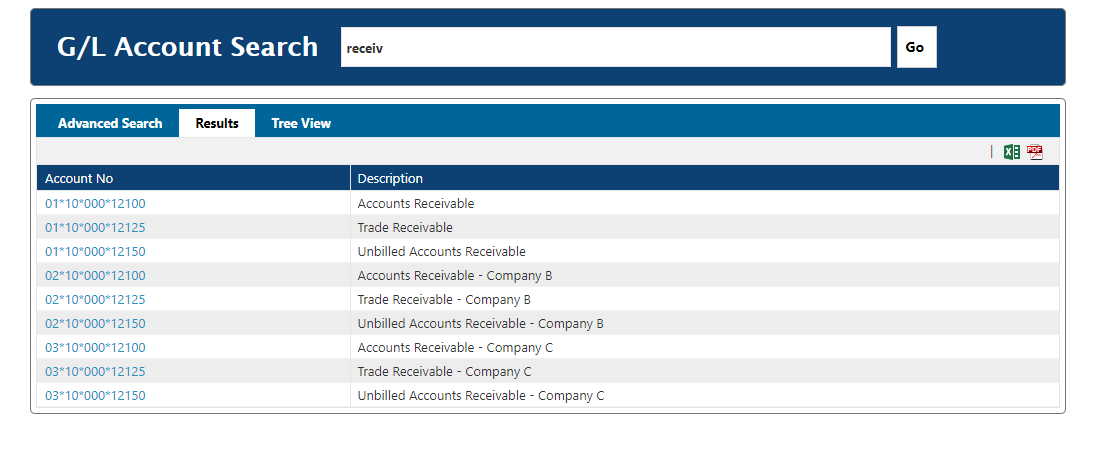 G/L Account Search receiv Go
Advanced Search Results Tree View
PDF
Account No Description
01*10*000*12100 Accounts Receivable
01*10*000*12125 Trade Receivable
01*10*000*12150 Unbilled Accounts Receivable
02*10*000*12100 Accounts Receivable - Company B
02*10*000*12125 Trade Receivable - Company B
02*10*000*12150 Unbilled Accounts Receivable - Company B
03*10*000*12100 Accounts Receivable - Company C
03*10*000*12125 Trade Receivable - Company C
03*10*000*12150 Unbilled Accounts Receivable - Company C